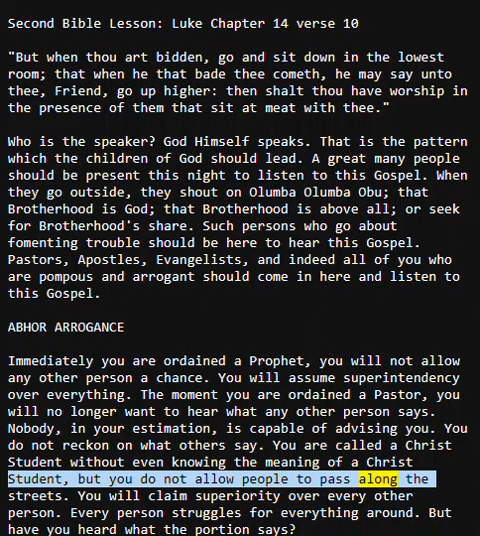 Second Bible Lesson: Luke Chapter 14 verse 10
"But when thou art bidden, go and sit down in the lowest
room; that when he that bade thee cometh, he may say unto
thee, Friend, go up higher: then shalt thou have worship in
the presence of them that sit at meat with thee."
Who is the speaker? God Himself speaks. That is the pattern
which the children of God should lead. A great many people
should be present this night to listen to this Gospel. When
they go outside, they shout on Olumba Olumba Obu; that
Brotherhood is God; that Brotherhood is above all; or seek
for Brotherhood's share. Such persons who go about
fomenting trouble should be here to hear this Gospel.
Pastors, Apostles, Evangelists, and indeed all of you who
are pompous and arrogant should come in here and listen to
this Gospel.
ABHOR ARROGANCE
Immediately you are ordained a Prophet, you will not allow
any other person a chance. You will assume superintendency
over everything. The moment you are ordained a Pastor, you
will no longer want to hear what any other person says.
Nobody, in your estimation, is capable of advising you. You
do not reckon on what others say. You are called a Christ
Student without even knowing the meaning of a Christ
Student, but you do not allow people to pass along the
streets. You will claim superiority over every other
person. Every person struggles for everything around. But
have you heard what the portion says?